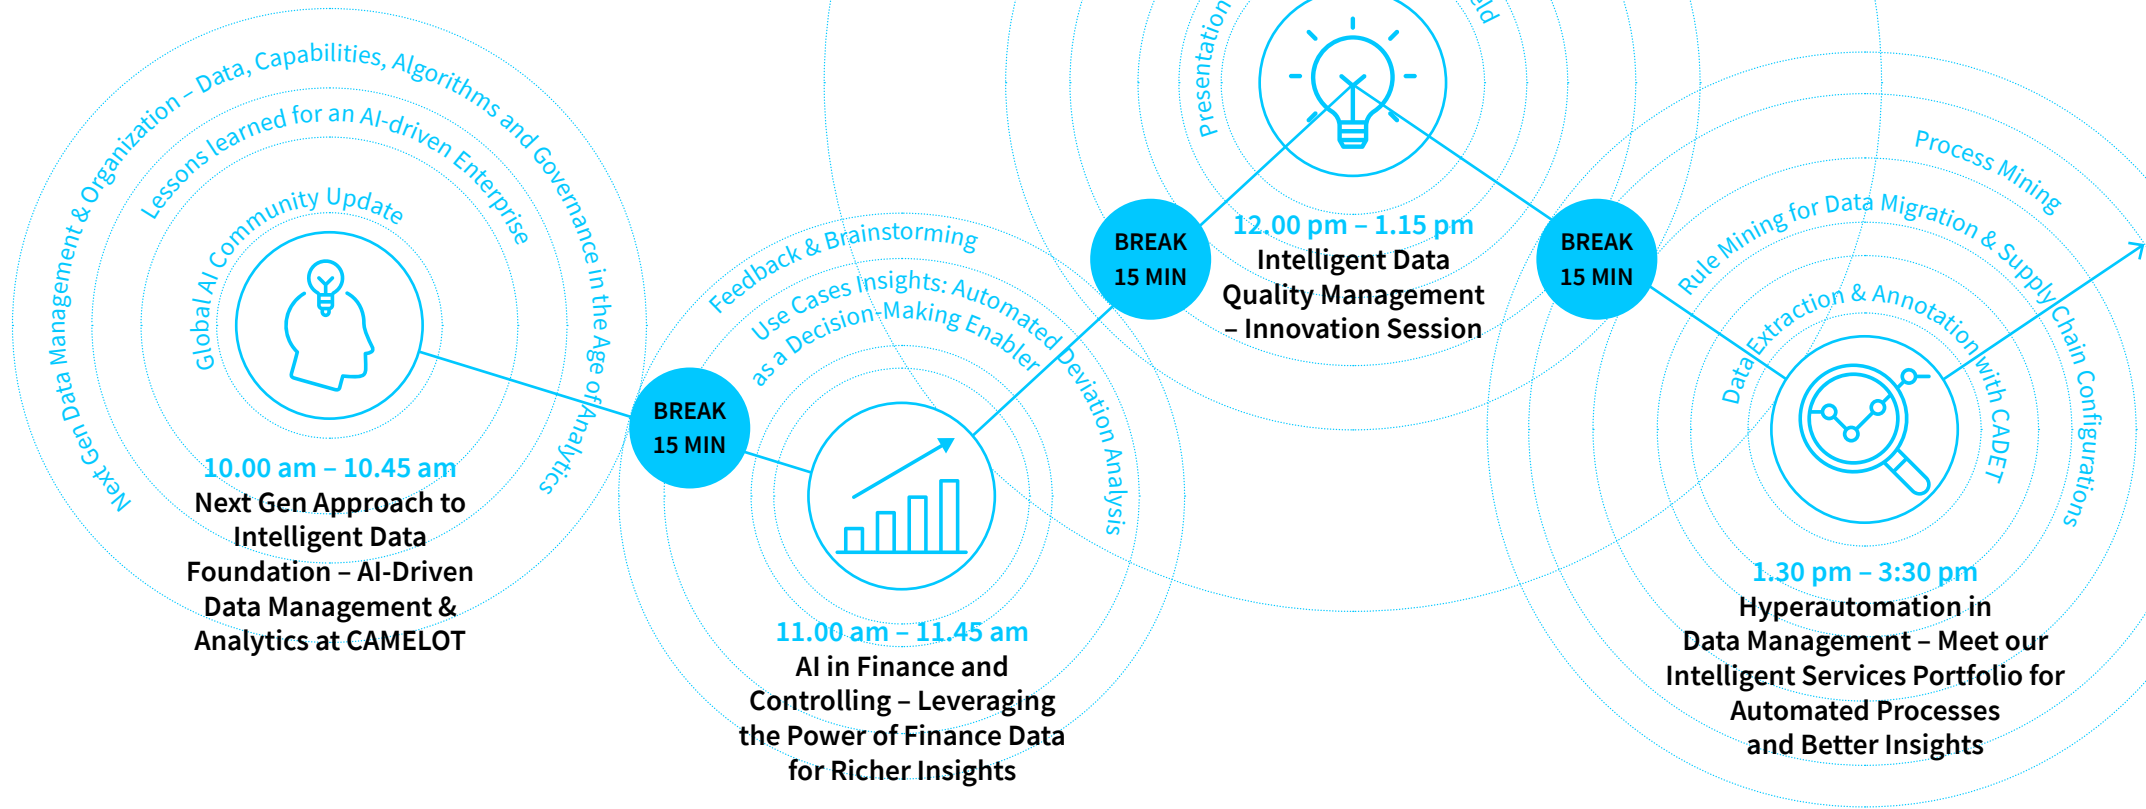 Next Gen Data Management & Organization – Data, Capabilities, Algorithms and Governance in the Age of Analytics
Lessons learned for an AI-driven Enterprise
Global AI Community Update
10.00 am – 10.45 am
Next Gen Approach to
Intelligent Data
Foundation – AI-Driven
Data Management &
Analytics at CAMELOT
BREAK
15 MIN
Feedback & Brainstorming
Use Cases Insights: Automated Deviation Analysis
as a Decision-Making Enabler
11.00 am – 11.45 am
AI in Finance and
Controlling – Leveraging
the Power of Finance Data
for Richer Insights
BREAK
15 MIN
Presentation
12.00 pm – 1.15 pm
Intelligent Data
Quality Management
– Innovation Session
BREAK
15 MIN
Process Mining
Rule Mining for Data Migration & Supply Chain Configurations
Data Extraction & Annotation with CADET
1.30 pm – 3:30 pm
Hyperautomation in
Data Management – Meet our
Intelligent Services Portfolio for
Automated Processes
and Better Insights